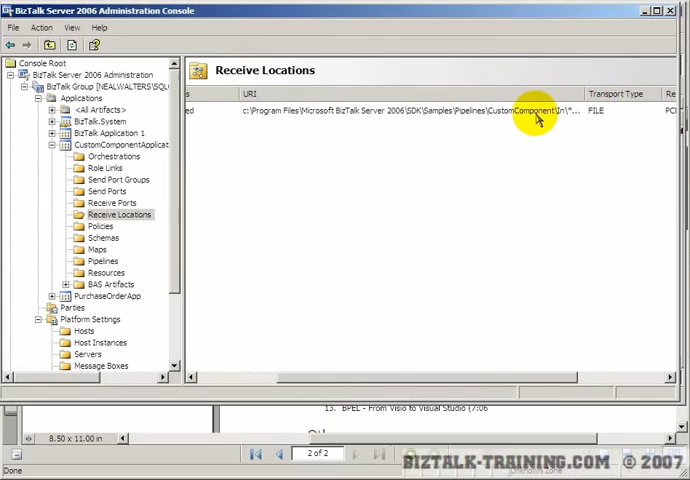 BizTalk Server 2006 Administration Console
File Action View Help
Console Root
BizTalk Server 2006 Administration
BizTalk Group [NEALWALTERS\SQL
Applications
<All Artifacts>
BizTalk.System
BizTalk Application 1
CustomComponentApplicat
Orchestrations
Role Links
Send Port Groups
Send Ports
Receive Ports
Receive Locations
Policies
Schemas
Maps
Pipelines
Resources
BAS Artifacts
PurchaseOrderApp
Parties
Platform Settings
Hosts
Host Instances
Servers
Message Boxes
Receive Locations
s URI Transport Type Re
ed c:\Program Files\Microsoft BizTalk Server 2006\SDK\Samples\Pipelines\CustomComponent\In\*... FILE
13. BPEL - From Visio to Visual Studio (7:06
8.50 x 11.00 in
2 of 2
Done
Unknown Zone
BIZTALK-TRAINING.COM © 2007